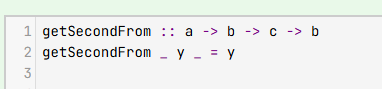 1 getSecondFrom :: a -> b -> c -> b
2 getSecondFrom _ y _ = y
3